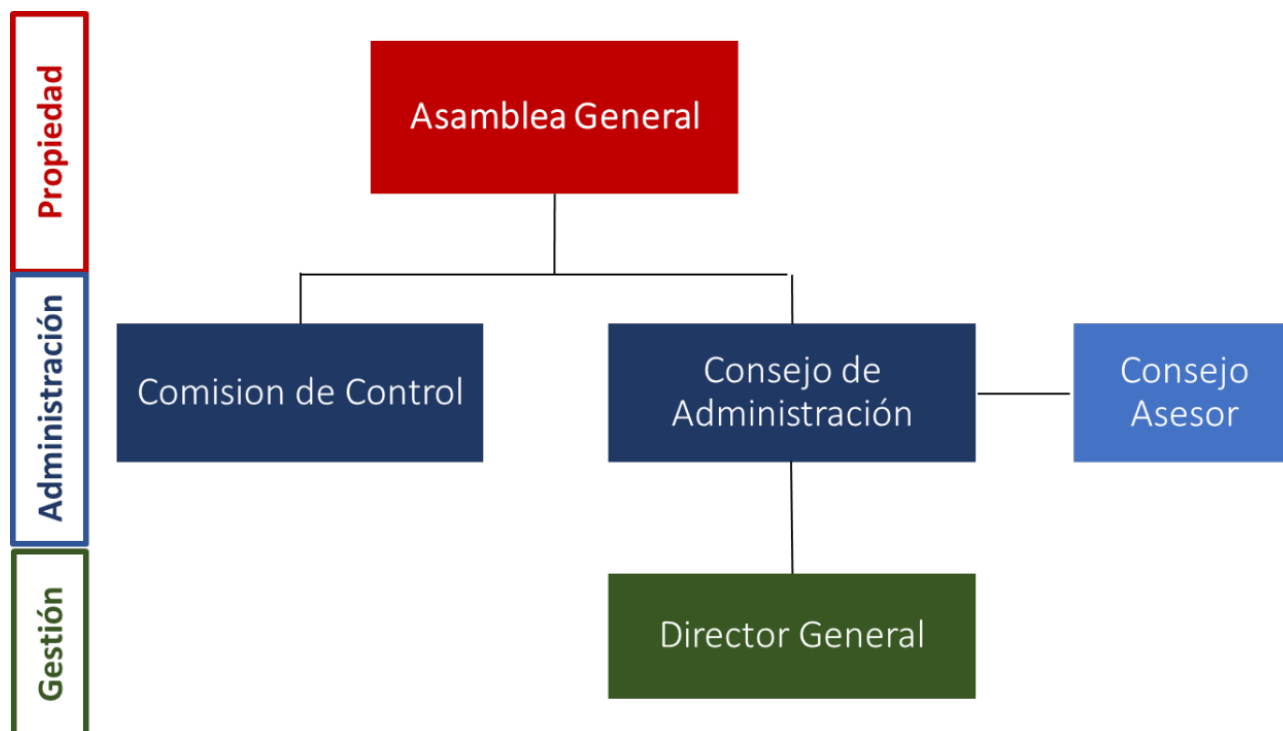 Propiedad
Asamblea General
Administración
Comision de Control
Consejo de
Administración
Consejo
Asesor
Gestión
Director General